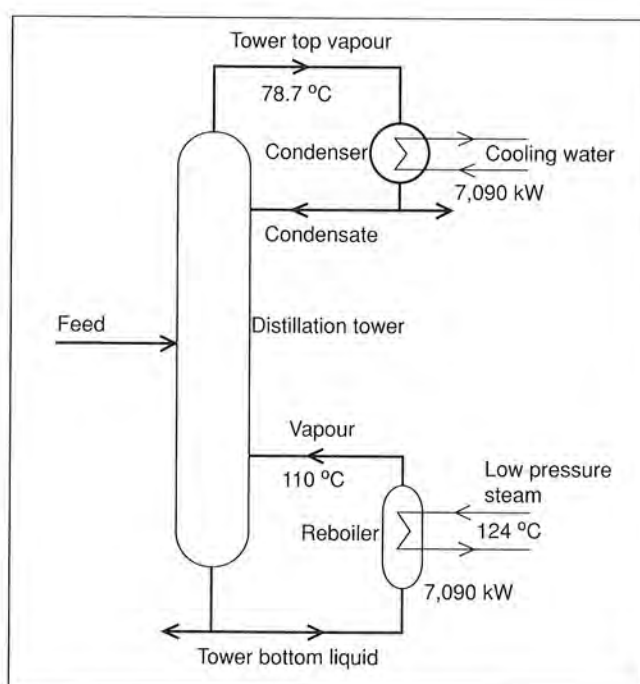 Tower top vapour
78.7 °C
Condenser
Cooling water
7,090 kW
Condensate
Feed
Distillation tower
Vapour
110 °C
Low pressure
steam
Reboiler
124 °C
7,090 kW
Tower bottom liquid